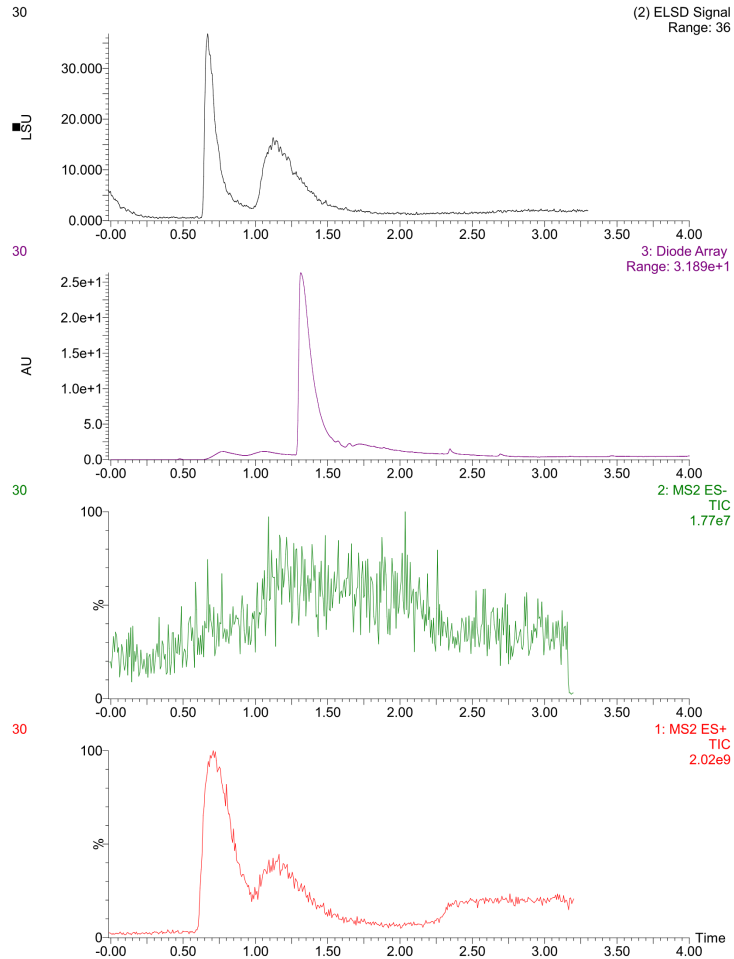 30
(2) ELSD Signal
Range: 36
30.000
20.000
10.000
0.000
LSU
-0.00 0.50 1.00 1.50 2.00 2.50 3.00 3.50 4.00
30
3: Diode Array
Range: 3.189e+1
2.5e+1
2.0e+1
1.5e+1
1.0e+1
5.0
0.0
AU
-0.00 0.50 1.00 1.50 2.00 2.50 3.00 3.50 4.00
30
2: MS2 ES-
TIC
1.77e7
100
%
0
-0.00 0.50 1.00 1.50 2.00 2.50 3.00 3.50 4.00
30
1: MS2 ES+
TIC
2.02e9
100
%
0
Time
-0.00 0.50 1.00 1.50 2.00 2.50 3.00 3.50 4.00